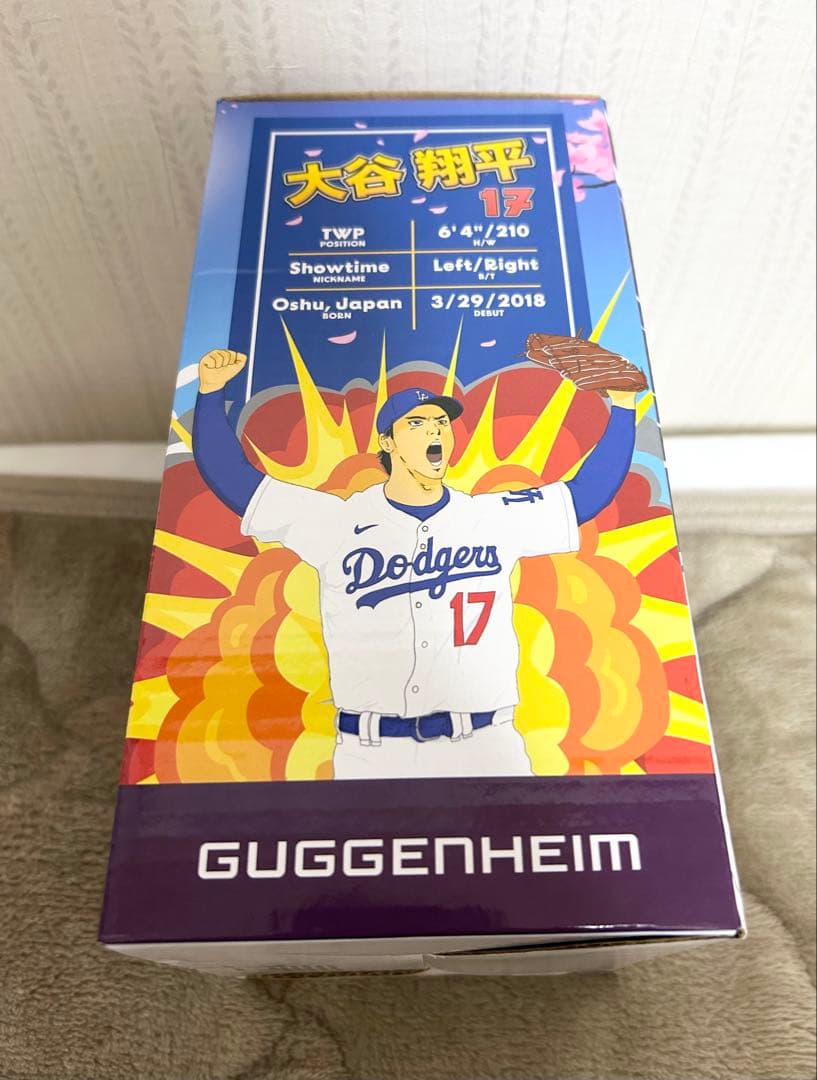 大谷 翔平
17
TWP
POSITION
6'4"/210
H/W
Showtime
NICKNAME
Left/Right
B/T
Oshu, Japan
BORN
3/29/2018
DEBUT
LA
Dodgers
17
GUGGENHEIM